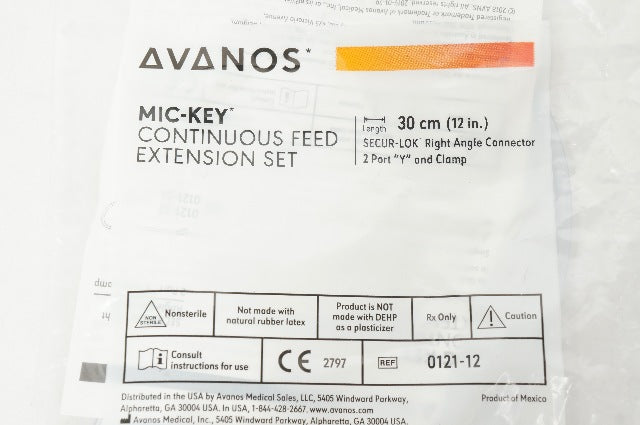 AVANOS*
MIC-KEY*
CONTINUOUS FEED
EXTENSION SET
Length 30 cm (12 in.)
SECUR-LOK* Right Angle Connector
2 Port "Y" and Clamp
NON STERILE
Nonsterile
Not made with
natural rubber latex
Product is NOT
made with DEHP
as a plasticizer
Rx Only
Caution
Consult
instructions for use
CE 2797
REF 0121-12
Distributed in the USA by Avanos Medical Sales, LLC, 5405 Windward Parkway,
Alpharetta, GA 30004 USA. In USA, 1-844-428-2667. www.avanos.com
Avanos Medical, Inc., 5405 Windward Parkway,
Alpharetta, GA 30004 USA
Product of Mexico